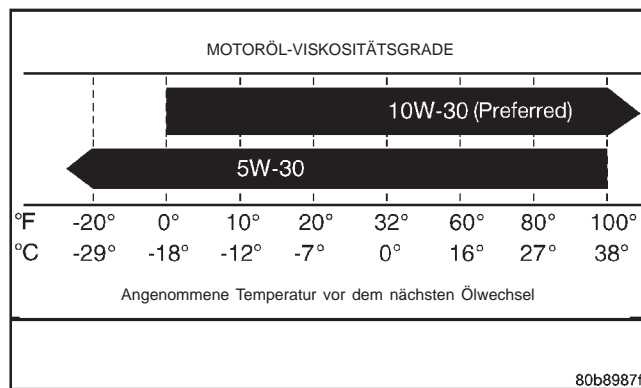 MOTORÖL-VISKOSITÄTSGRADE
10W-30 (Preferred)
5W-30
°F -20° 0° 10° 20° 32° 60° 80° 100°
°C -29° -18° -12° -7° 0° 16° 27° 38°
Angenommene Temperatur vor dem nächsten Ölwechsel
80b8987f